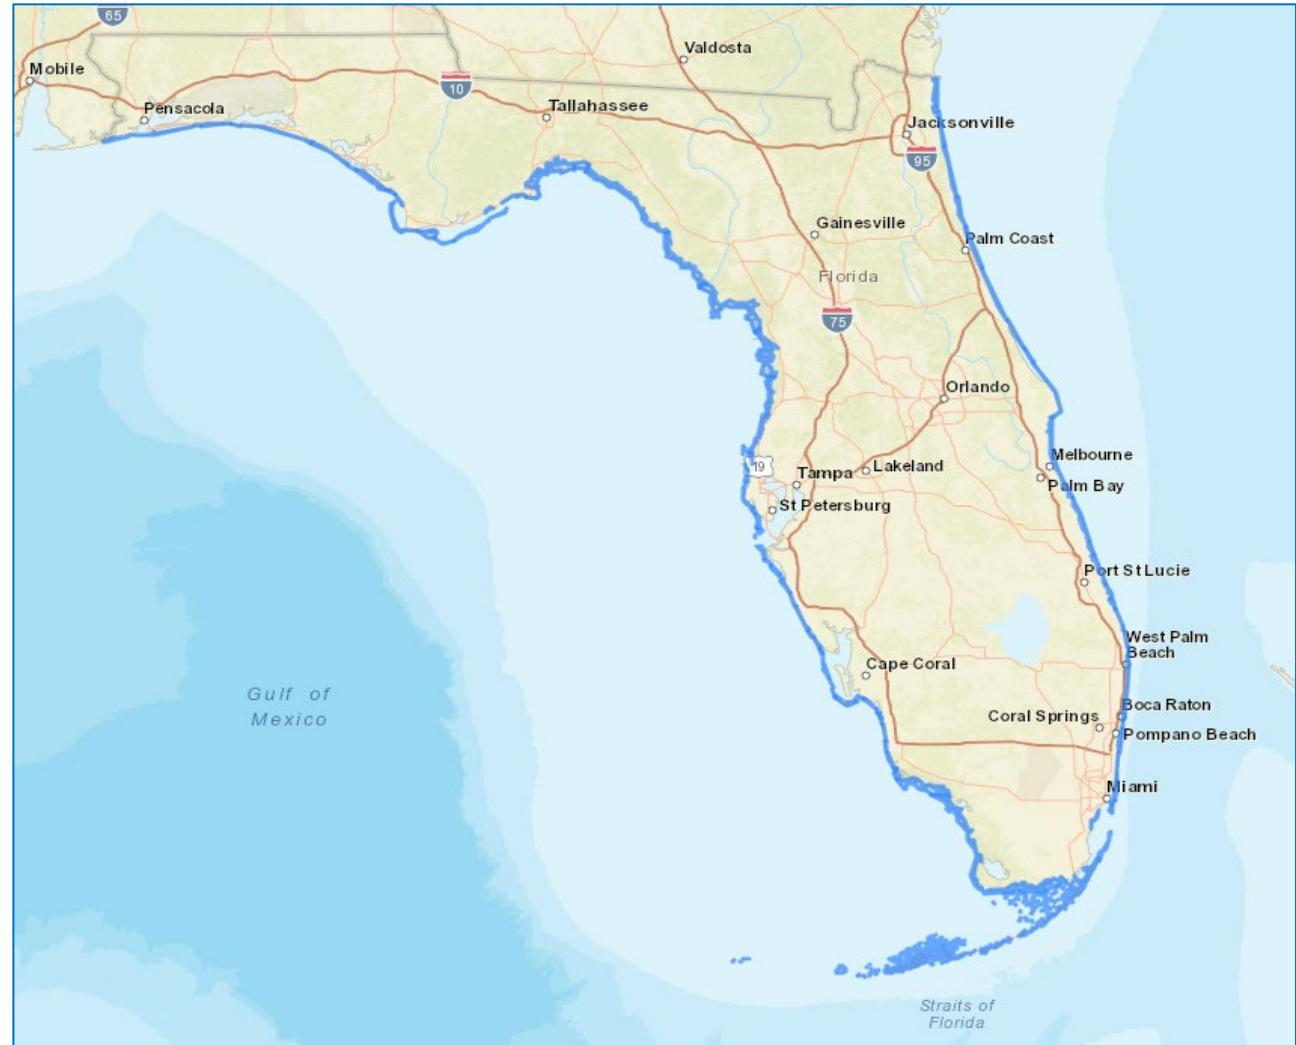 65
Valdosta
Mobile
10
Pensacola
Tallahassee
Jacksonville
95
Gainesville
Palm Coast
Florida
75
Orlando
Melbourne
19
Tampa
Lakeland
Palm Bay
St Petersburg
Port St Lucie
West Palm
Beach
Cape Coral
Gulf of
Mexico
Boca Raton
Coral Springs
Pompano Beach
Miami
Straits of
Florida